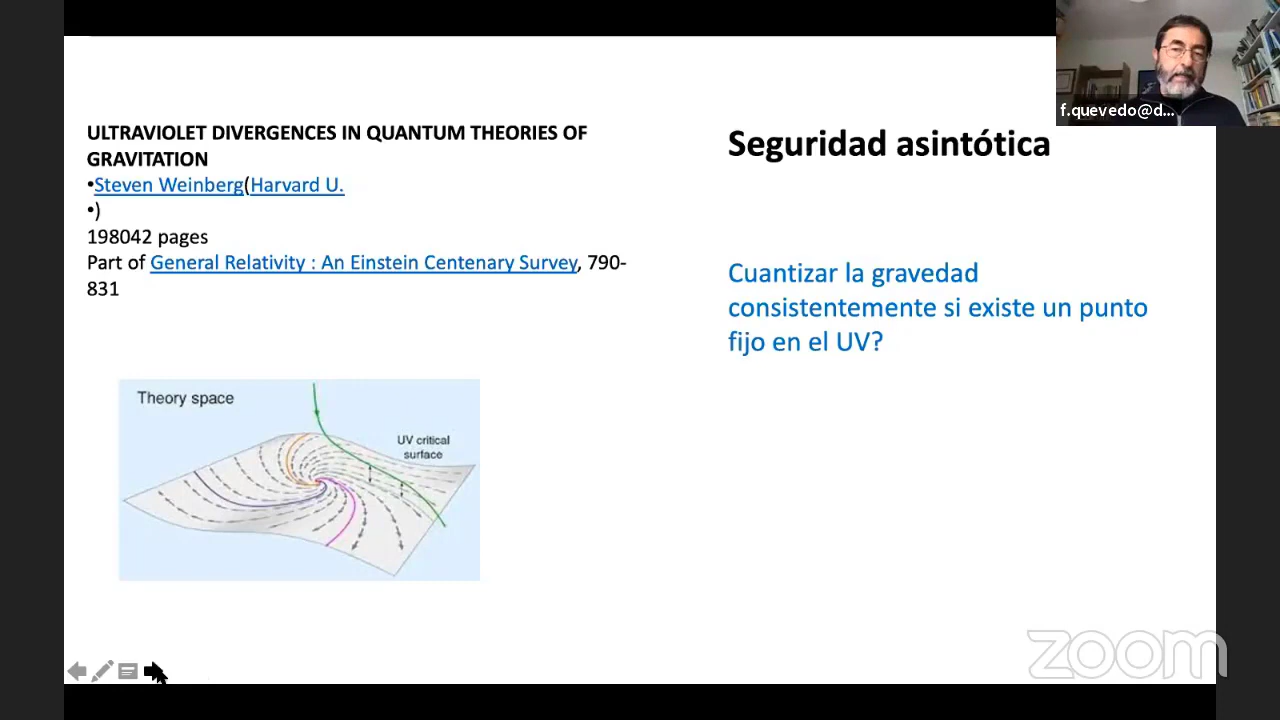 f.quevedo@d...
ULTRAVIOLET DIVERGENCES IN QUANTUM THEORIES OF
GRAVITATION
•Steven Weinberg(Harvard U.
•)
198042 pages
Part of General Relativity : An Einstein Centenary Survey, 790-
831
Seguridad asintótica
Cuantizar la gravedad
consistentemente si existe un punto
fijo en el UV?
Theory space
UV critical
surface
zoom